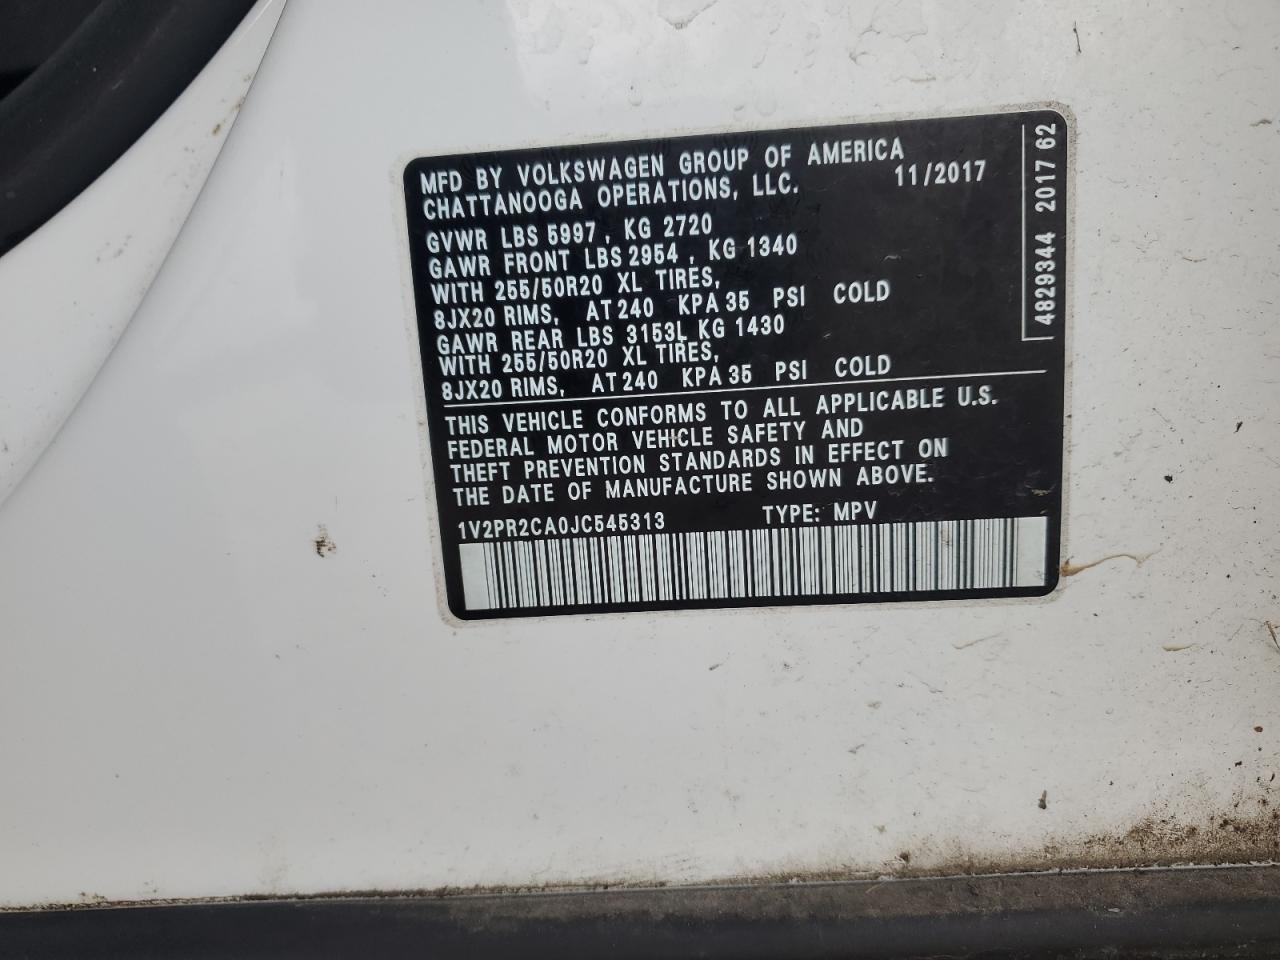 MFD BY VOLKSWAGEN GROUP OF AMERICA
CHATTANOOGA OPERATIONS, LLC. 11/2017
GVWR LBS 5997 , KG 2720
GAWR FRONT LBS 2954 , KG 1340
WITH 255/50R20 XL TIRES,
8JX20 RIMS, AT 240 KPA 35 PSI COLD
GAWR REAR LBS 3153L KG 1430
WITH 255/50R20 XL TIRES,
8JX20 RIMS, AT 240 KPA 35 PSI COLD
THIS VEHICLE CONFORMS TO ALL APPLICABLE U.S.
FEDERAL MOTOR VEHICLE SAFETY AND
THEFT PREVENTION STANDARDS IN EFFECT ON
THE DATE OF MANUFACTURE SHOWN ABOVE.
1V2PR2CA0JC545313 TYPE: MPV
4829344 2017 62